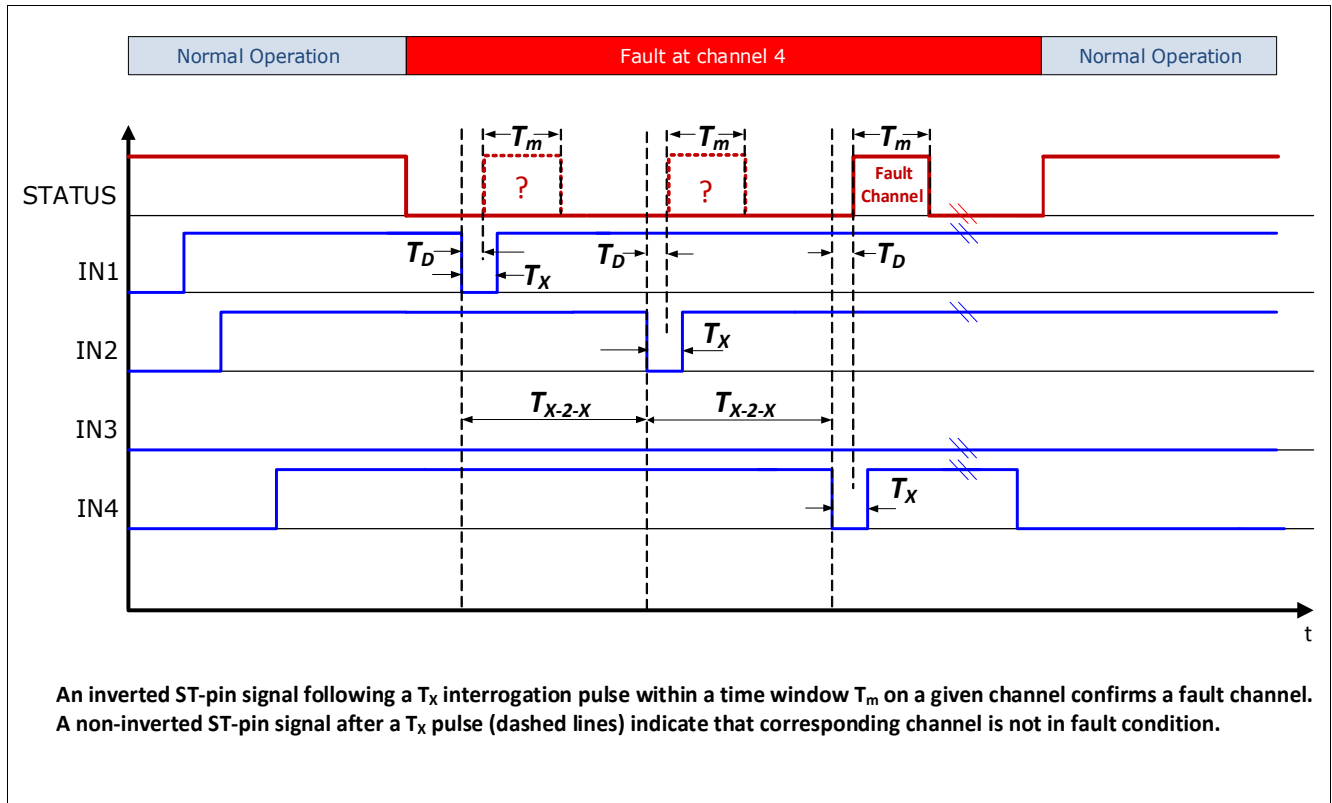 Normal Operation Fault at channel 4 Normal Operation
Tm Tm Tm
STATUS ? ? Fault
Channel
IN1 TD TX TD TD
IN2 TX
TX-2-X TX-2-X
IN3
IN4 TX
t
An inverted ST-pin signal following a TX interrogation pulse within a time window Tm on a given channel confirms a fault channel.
A non-inverted ST-pin signal after a TX pulse (dashed lines) indicate that corresponding channel is not in fault condition.